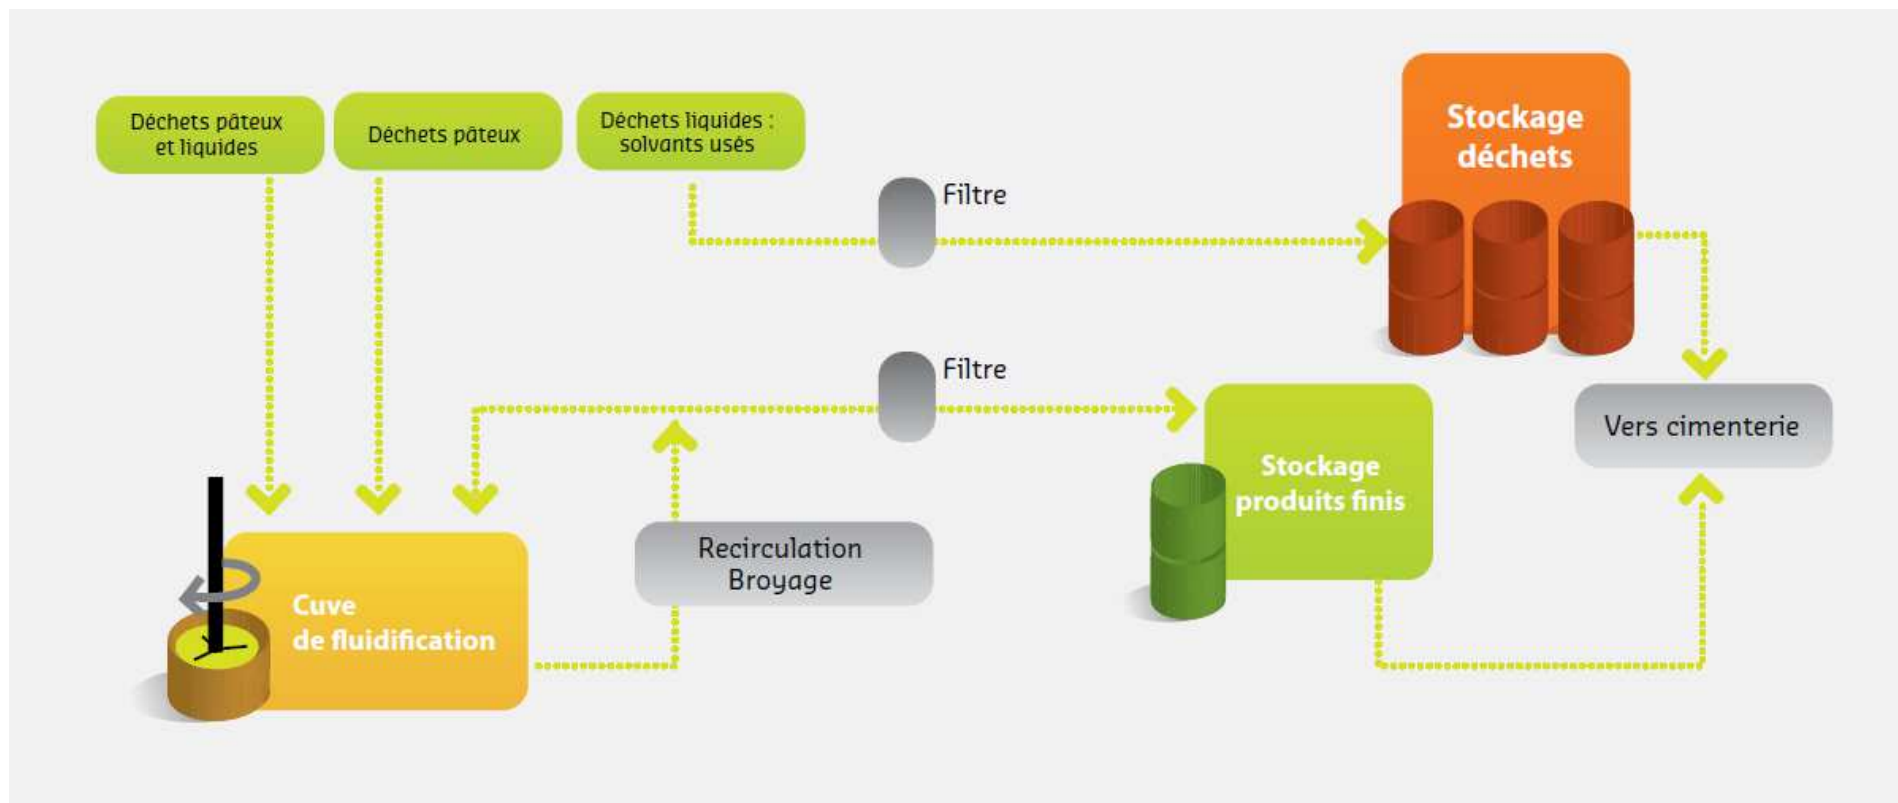 Déchets pâteux
et liquides
Déchets pâteux
Déchets liquides :
solvants usés
Filtre
Stockage
déchets
Filtre
Vers cimenterie
Stockage
produits finis
Recirculation
Broyage
Cuve
de fluidification